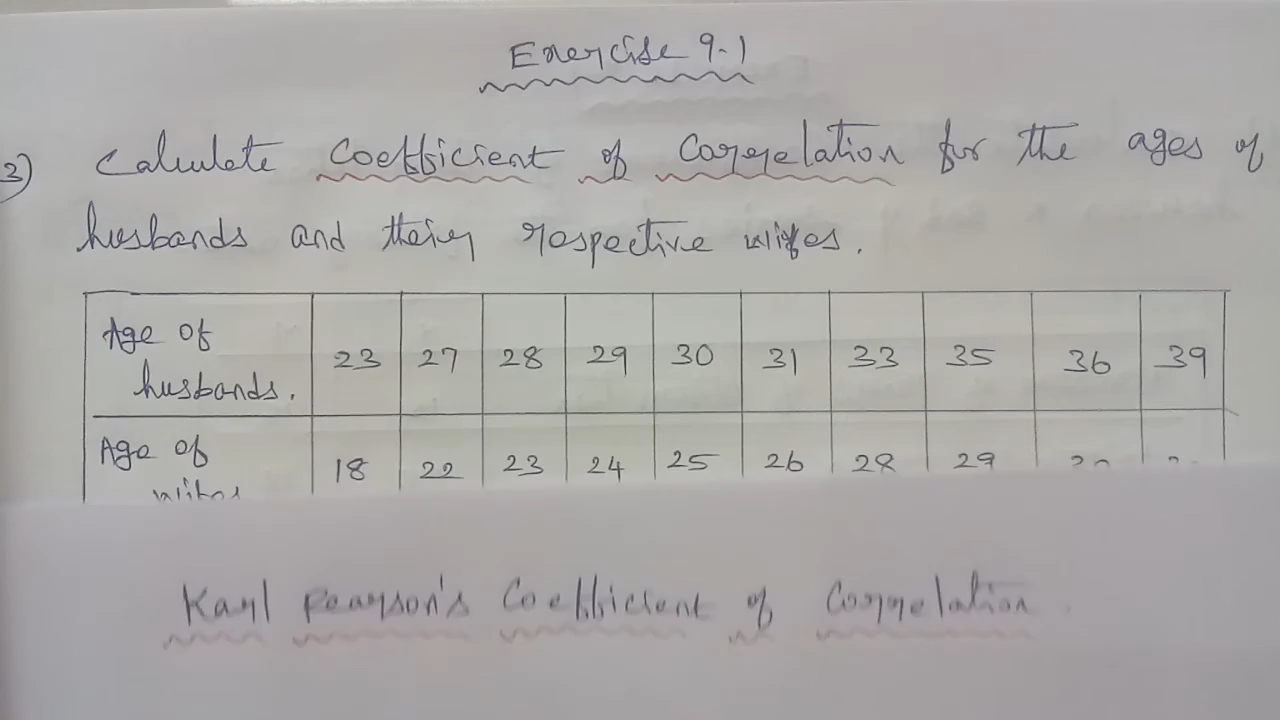 Exercise 9.1
3) Calculate coefficient of correlation for the ages of
husbands and their respective wifes.
Age of husbands. 23 27 28 29 30 31 33 35 36 39
Age of 18 22 23 24 25 26 28 29
Karl Pearson's coefficient of correlation.